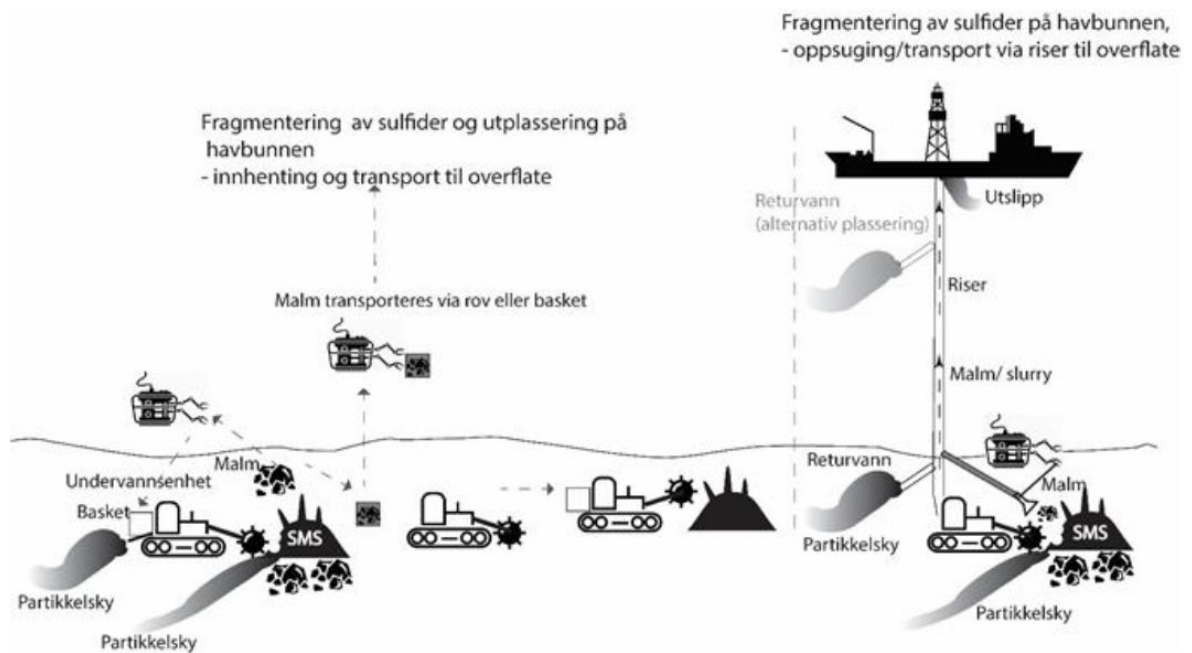 Fragmentering av sulfider og utplassering på
havbunnen
- innhenting og transport til overflate
Malm transporteres via rov eller basket
Malm
Undervannsenhet
Basket
SMS
Partikkelsky
Partikkelsky
Fragmentering av sulfider på havbunnen,
- oppsuging/transport via riser til overflate
Utslipp
Returvann
(alternativ plassering)
Riser
Malm/ slurry
Returvann
Malm
Partikkelsky
SMS
Partikkelsky